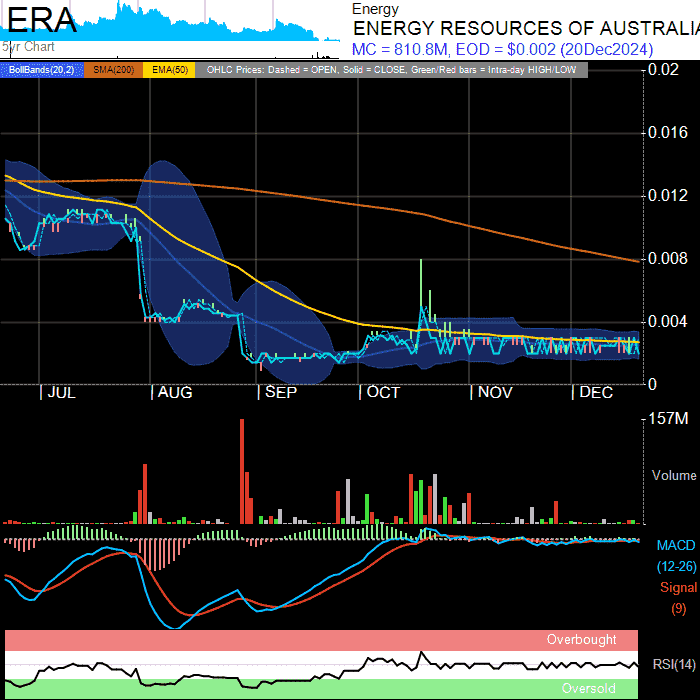 ERA
5yr Chart
Energy
ENERGY RESOURCES OF AUSTRALIA
MC = 810.8M, EOD = $0.002 (20Dec2024)
BollBands(20,2) SMA(200) EMA(50) OHLC Prices: Dashed = OPEN, Solid = CLOSE, Green/Red bars = Intra-day HIGH/LOW
0.02
0.016
0.012
0.008
0.004
0
JUL AUG SEP OCT NOV DEC
157M
Volume
MACD
(12-26)
Signal
(9)
Overbought
RSI(14)
Oversold